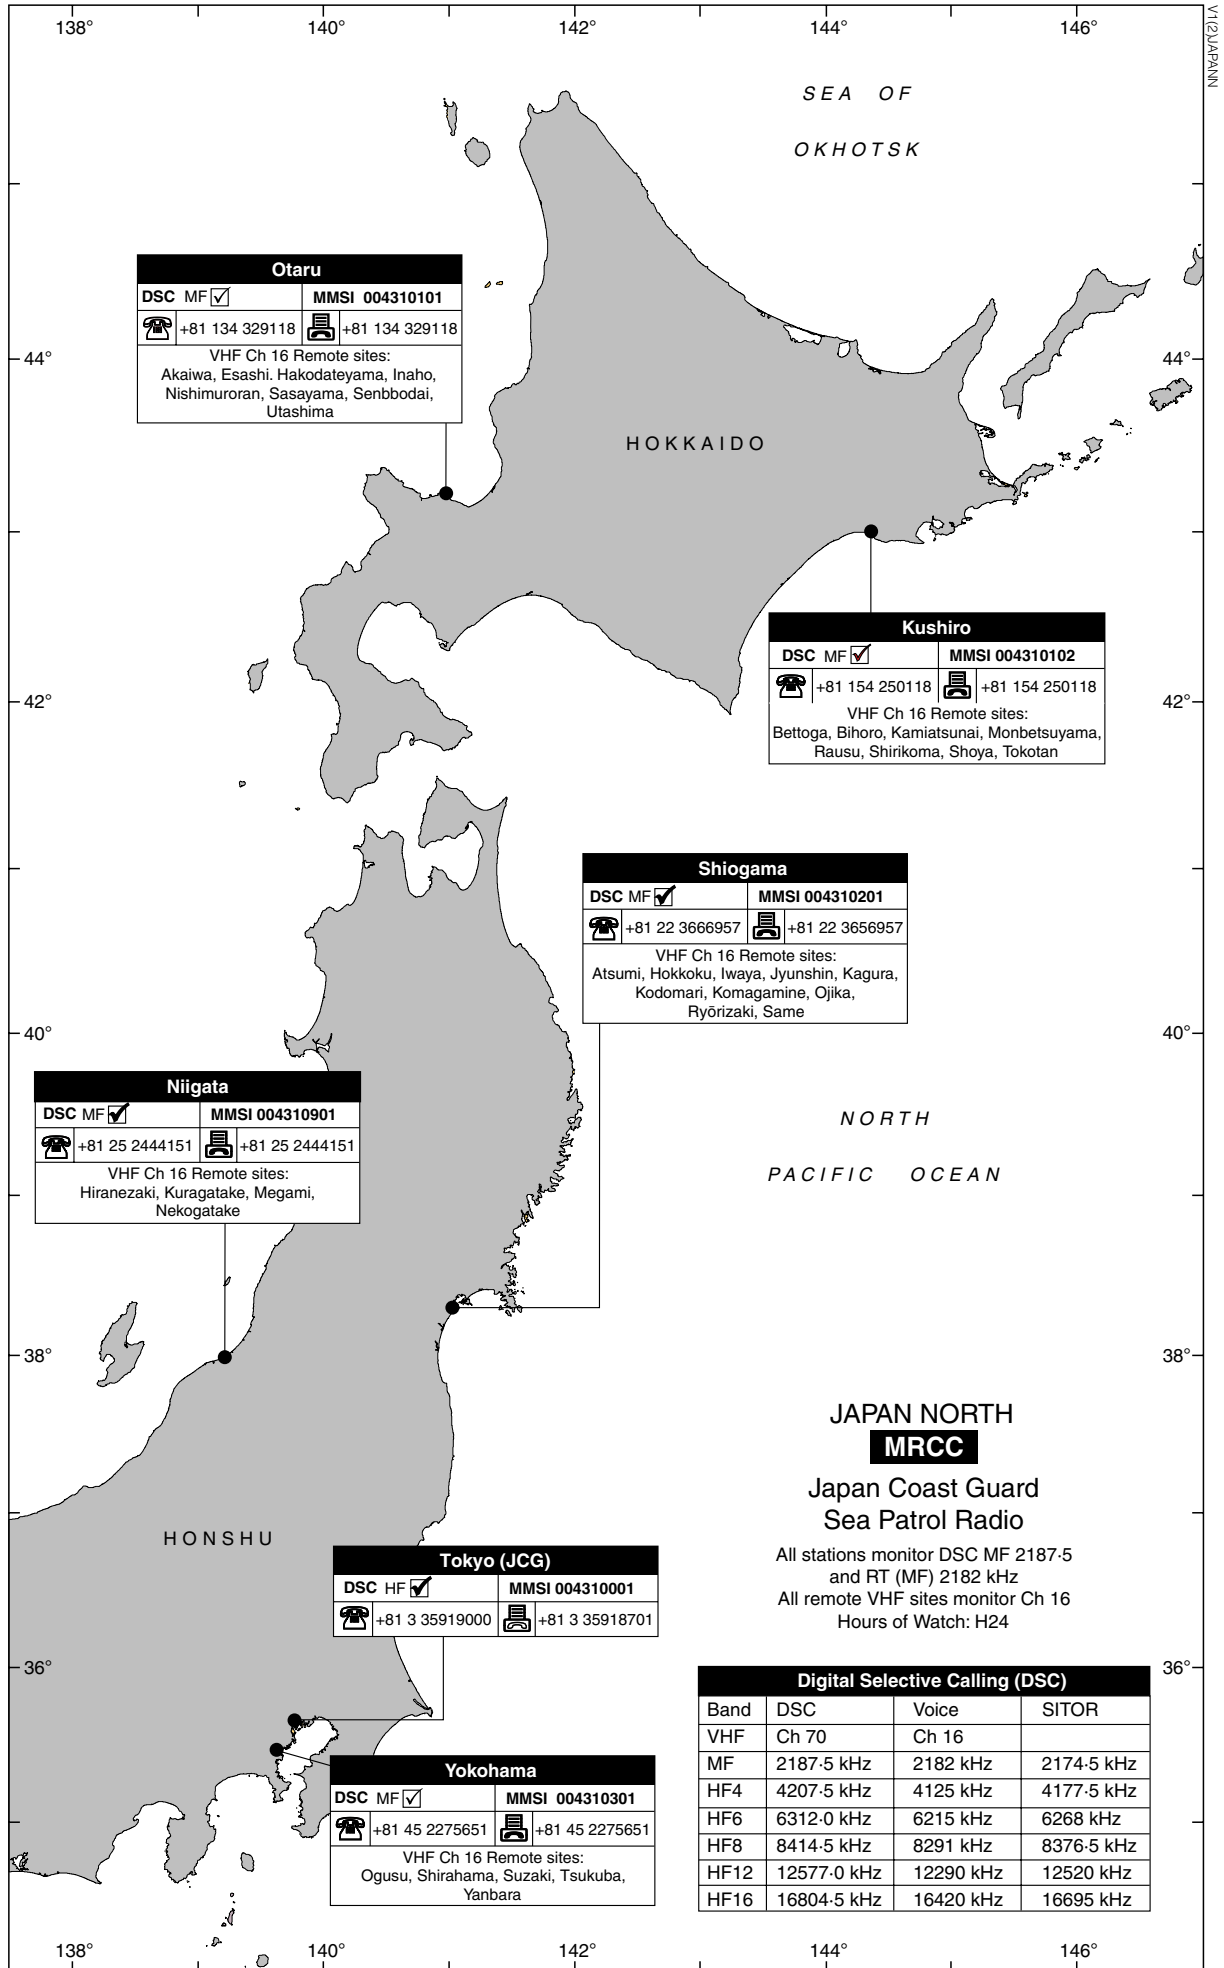 138° 140° 142° 144° 146°
V1(2)JAPANN
SEA OF
OKHOTSK
Otaru
DSC MF MMSI 004310101
+81 134 329118 +81 134 329118
VHF Ch 16 Remote sites:
Akaiwa, Esashi. Hakodateyama, Inaho,
Nishimuroran, Sasayama, Senbbodai,
Utashima
44° 44°
HOKKAIDO
Kushiro
DSC MF MMSI 004310102
+81 154 250118 +81 154 250118
VHF Ch 16 Remote sites:
Bettoga, Bihoro, Kamiatsunai, Monbetsuyama,
Rausu, Shirikoma, Shoya, Tokotan
42° 42°
Shiogama
DSC MF MMSI 004310201
+81 22 3666957 +81 22 3656957
VHF Ch 16 Remote sites:
Atsumi, Hokkoku, Iwaya, Jyunshin, Kagura,
Kodomari, Komagamine, Ojika,
Ryōrizaki, Same
40° 40°
Niigata
DSC MF MMSI 004310901
+81 25 2444151 +81 25 2444151
VHF Ch 16 Remote sites:
Hiranezaki, Kuragatake, Megami,
Nekogatake
NORTH
PACIFIC OCEAN
38° 38°
JAPAN NORTH
MRCC
Japan Coast Guard
Sea Patrol Radio
All stations monitor DSC MF 2187·5
and RT (MF) 2182 kHz
All remote VHF sites monitor Ch 16
Hours of Watch: H24
HONSHU
Tokyo (JCG)
DSC HF MMSI 004310001
+81 3 35919000 +81 3 35918701
36° 36°
Yokohama
DSC MF MMSI 004310301
+81 45 2275651 +81 45 2275651
VHF Ch 16 Remote sites:
Ogusu, Shirahama, Suzaki, Tsukuba,
Yanbara
Digital Selective Calling (DSC)
Band DSC Voice SITOR
VHF Ch 70 Ch 16
MF 2187·5 kHz 2182 kHz 2174·5 kHz
HF4 4207·5 kHz 4125 kHz 4177·5 kHz
HF6 6312·0 kHz 6215 kHz 6268 kHz
HF8 8414·5 kHz 8291 kHz 8376·5 kHz
HF12 12577·0 kHz 12290 kHz 12520 kHz
HF16 16804·5 kHz 16420 kHz 16695 kHz
138° 140° 142° 144° 146°